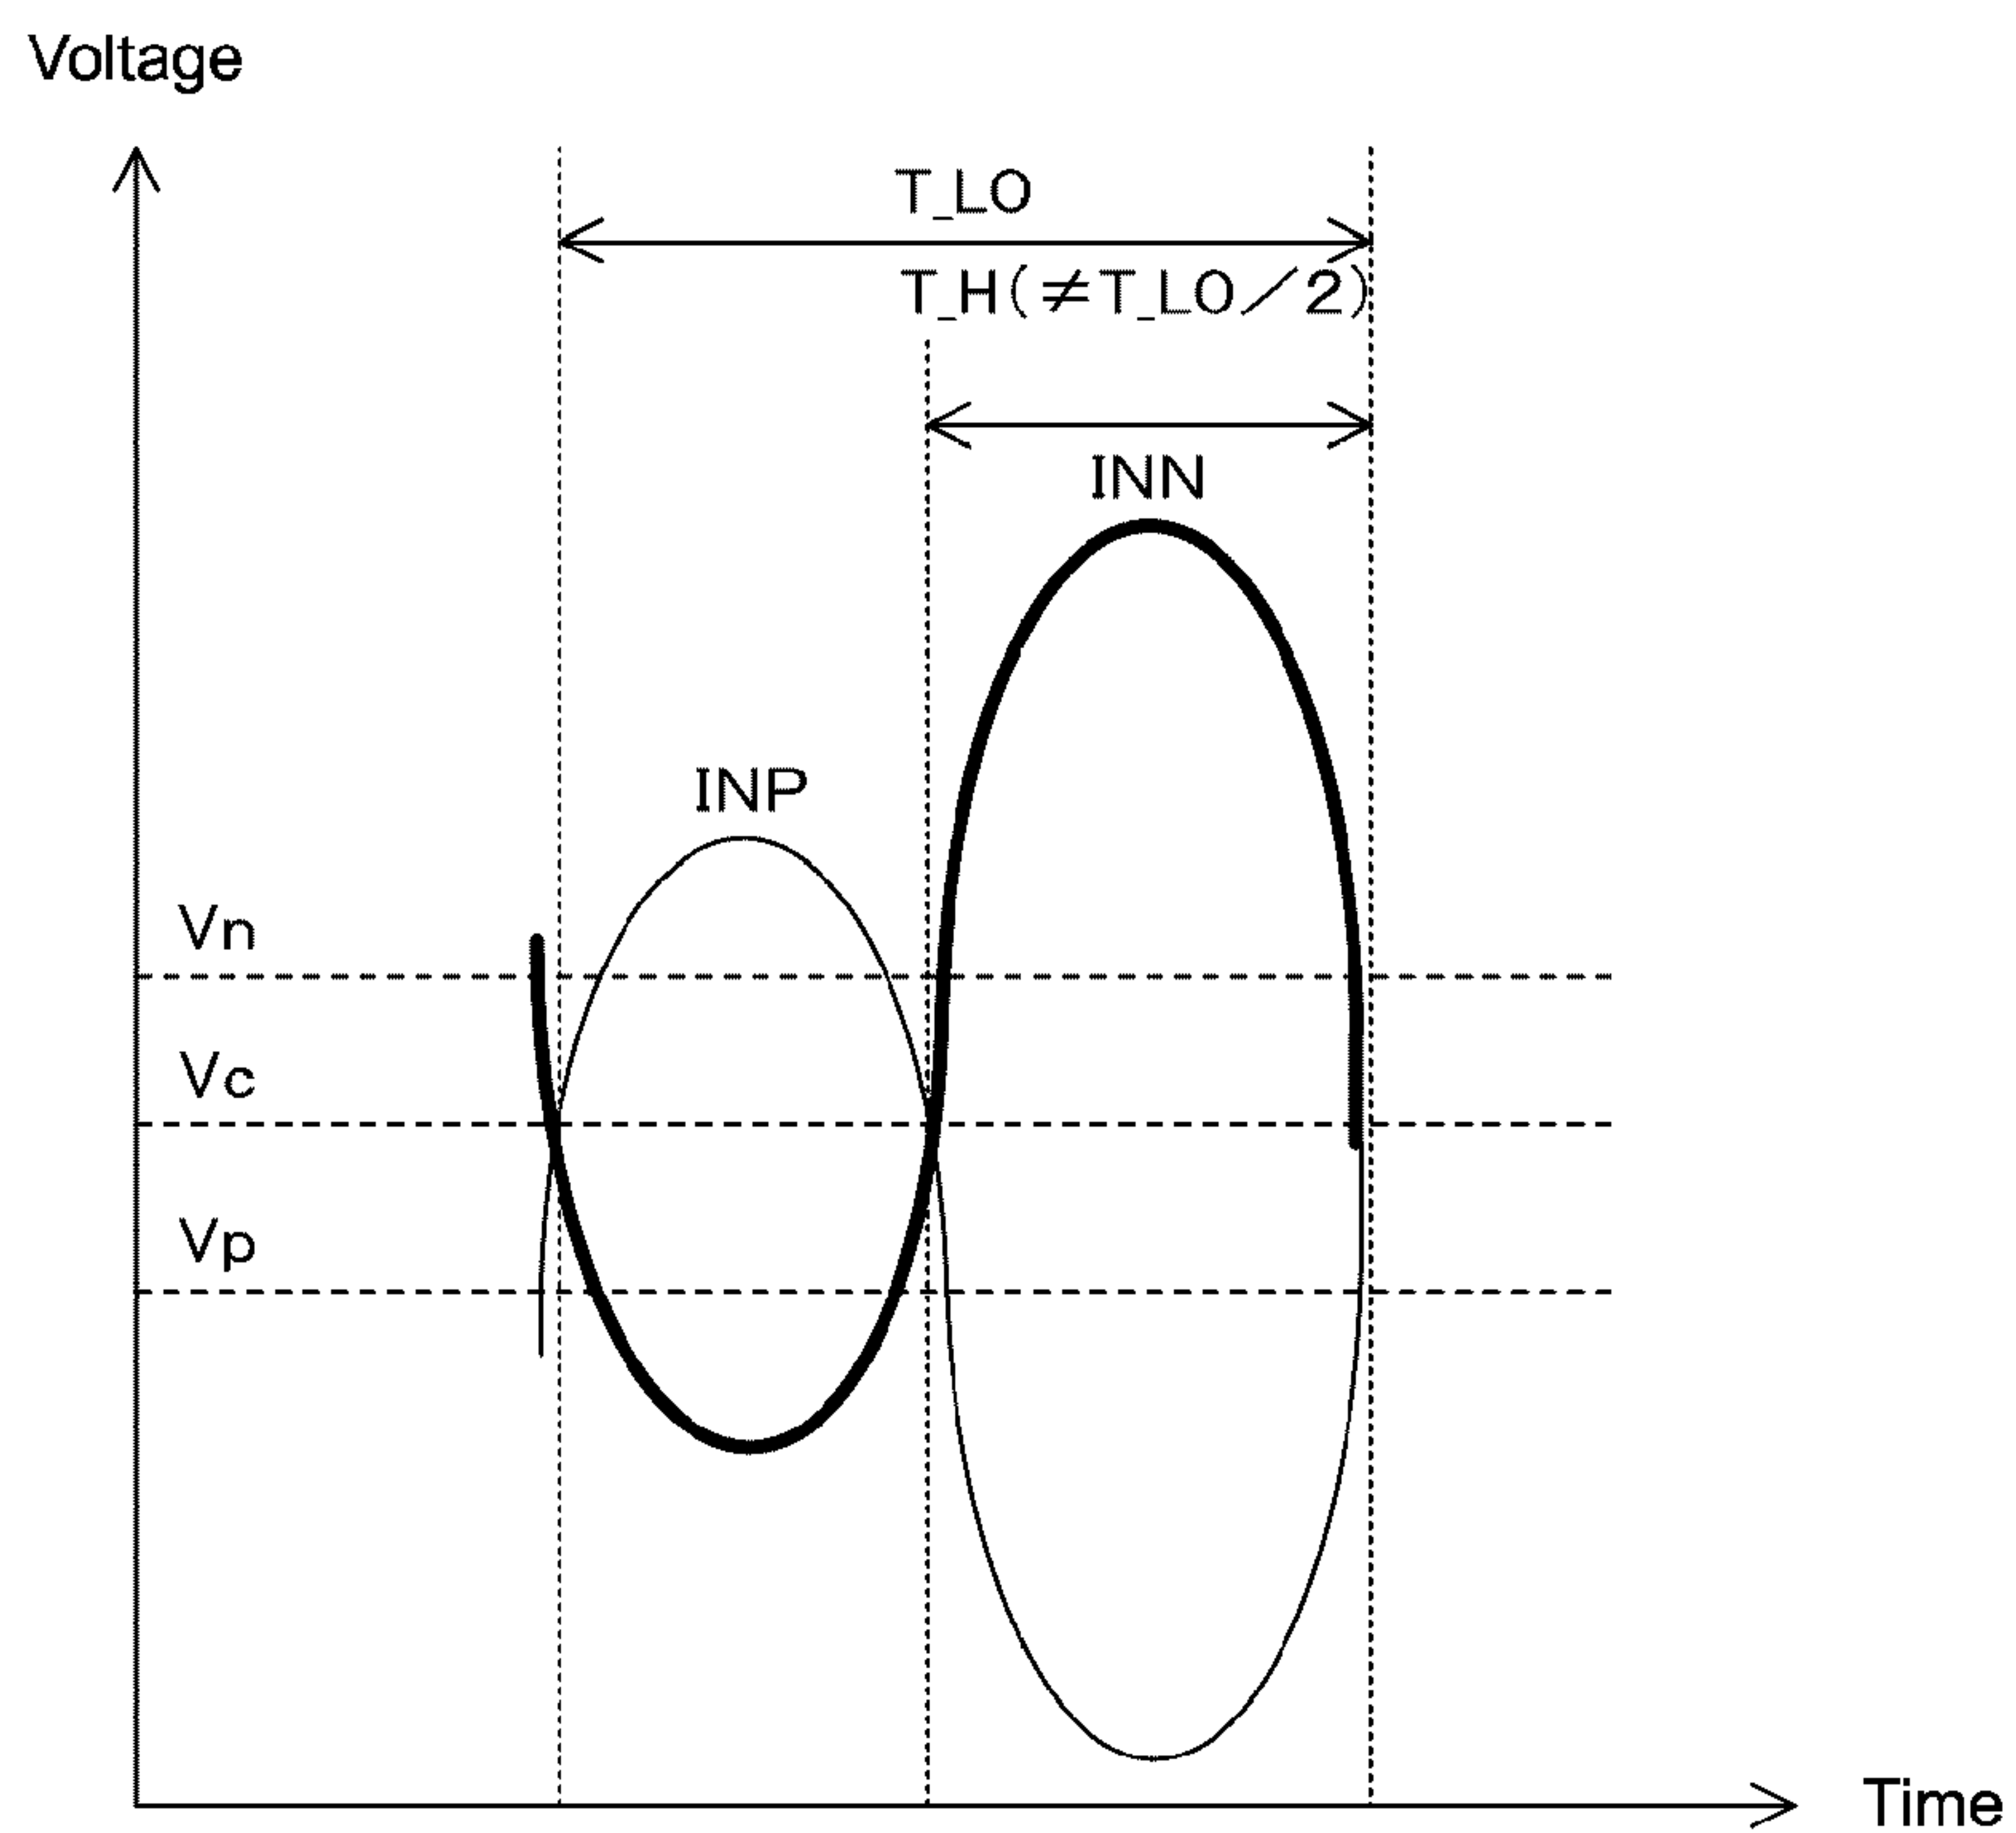 Voltage
T_LO
T_H(≠T_LO／2)
INN
INP
Vn
Vc
Vp
Time